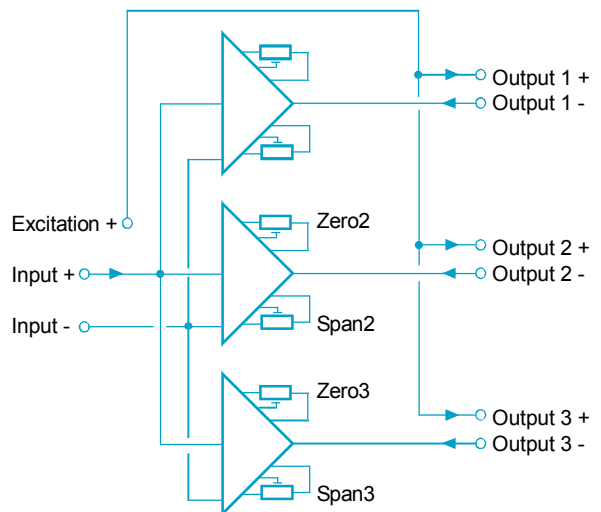 Output 1 +
Output 1 -
Excitation +
Zero2
Output 2 +
Input +
Output 2 -
Input -
Span2
Zero3
Output 3 +
Output 3 -
Span3